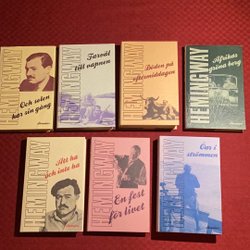 HEMINGWAY
Och solen
har sin gång
HEMINGWAY
Farväl
till vapnen
HEMINGWAY
Döden på
eftermiddagen
HEMINGWAY
Afrikas
gröna berg
HEMINGWAY
Att ha
och inte ha
HEMINGWAY
En fest
för livet
HEMINGWAY
Öar i
strömmen